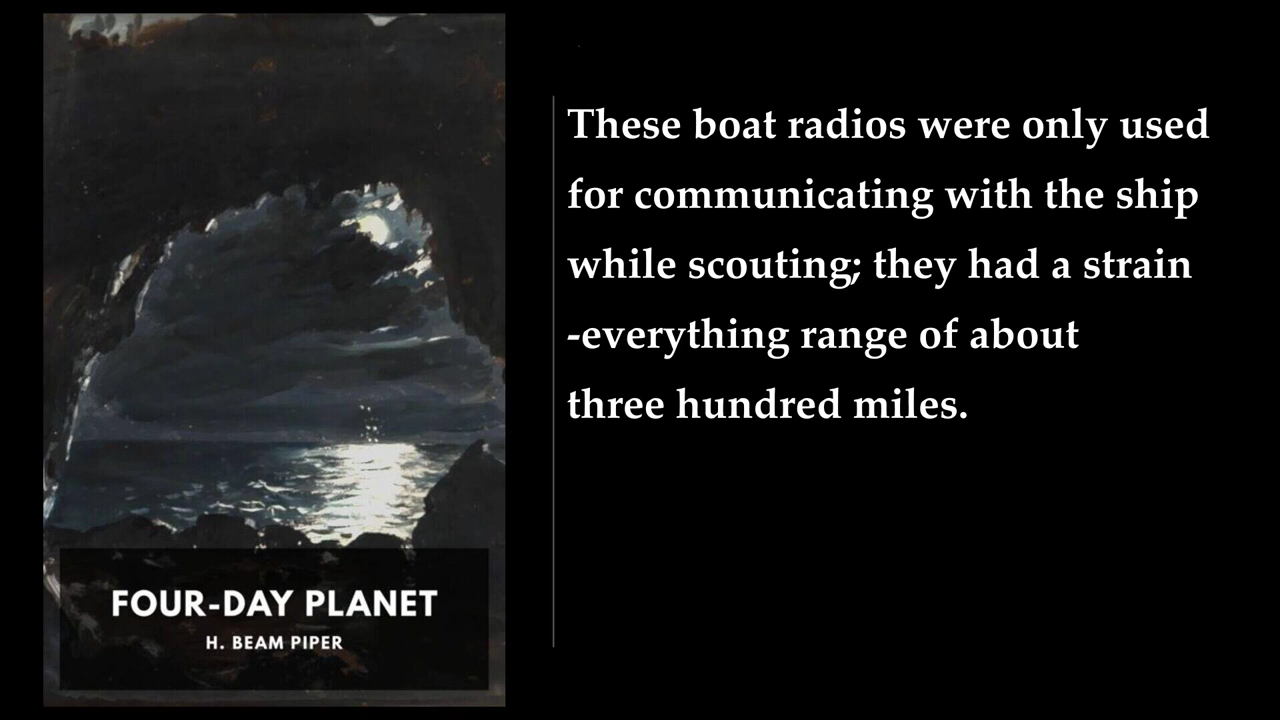 These boat radios were only used
for communicating with the ship
while scouting; they had a strain
-everything range of about
three hundred miles.
FOUR-DAY PLANET
H. BEAM PIPER